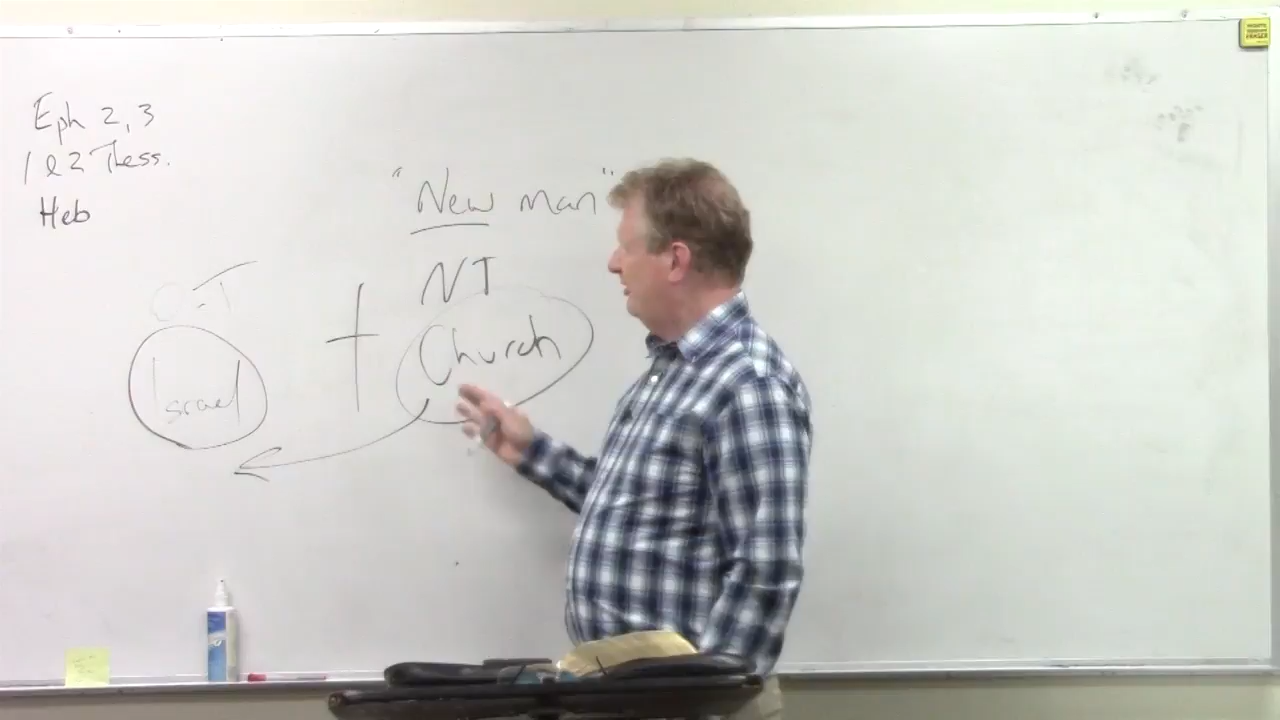 Eph 2, 3
1 & 2 Thess.
Heb
"New man"
O-T
NT
Israel
Church